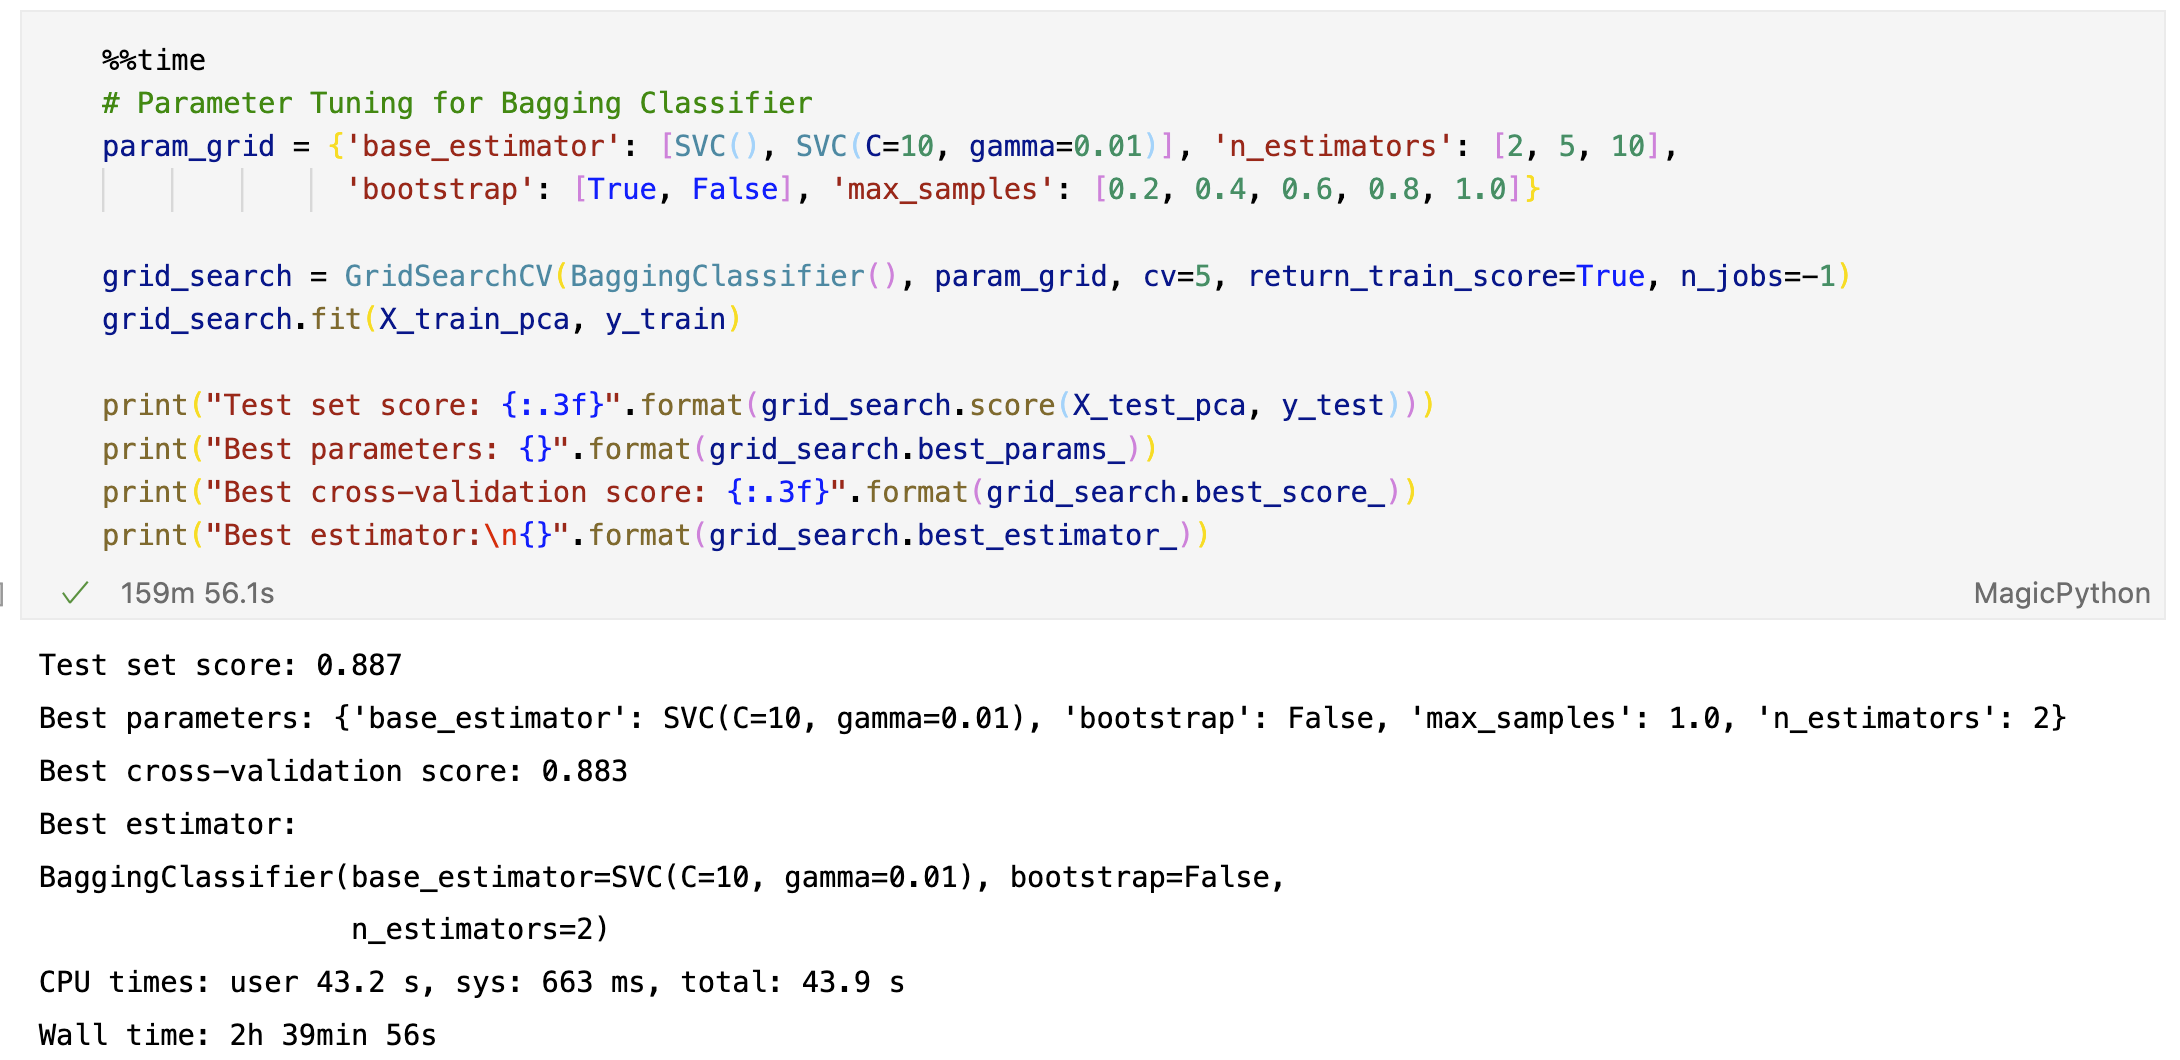 %%time
# Parameter Tuning for Bagging Classifier
param_grid = {'base_estimator': [SVC(), SVC(C=10, gamma=0.01)], 'n_estimators': [2, 5, 10],
'bootstrap': [True, False], 'max_samples': [0.2, 0.4, 0.6, 0.8, 1.0]}
grid_search = GridSearchCV(BaggingClassifier(), param_grid, cv=5, return_train_score=True, n_jobs=-1)
grid_search.fit(X_train_pca, y_train)
print("Test set score: {:.3f}".format(grid_search.score(X_test_pca, y_test)))
print("Best parameters: {}".format(grid_search.best_params_))
print("Best cross-validation score: {:.3f}".format(grid_search.best_score_))
print("Best estimator:\n{}".format(grid_search.best_estimator_))
] ✓ 159m 56.1s MagicPython
Test set score: 0.887
Best parameters: {'base_estimator': SVC(C=10, gamma=0.01), 'bootstrap': False, 'max_samples': 1.0, 'n_estimators': 2}
Best cross-validation score: 0.883
Best estimator:
BaggingClassifier(base_estimator=SVC(C=10, gamma=0.01), bootstrap=False,
n_estimators=2)
CPU times: user 43.2 s, sys: 663 ms, total: 43.9 s
Wall time: 2h 39min 56s